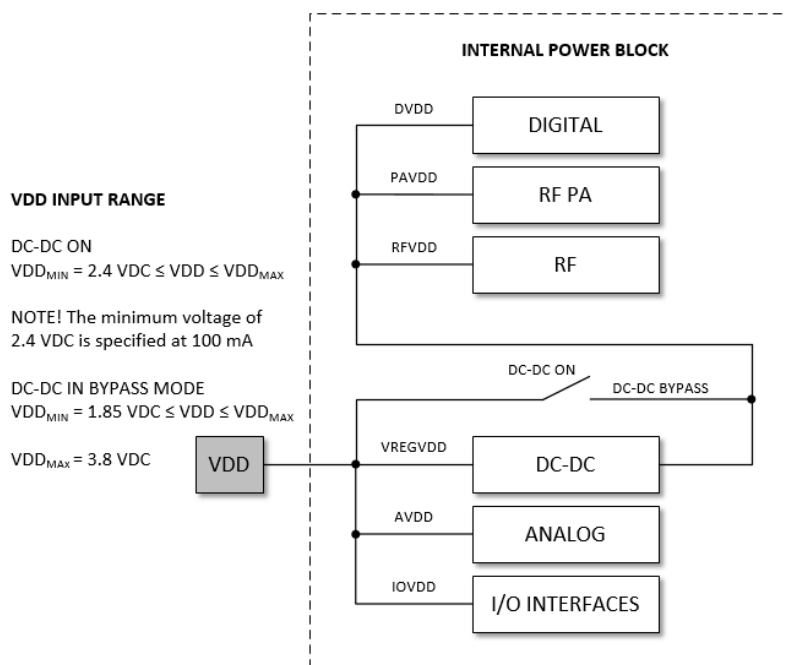 INTERNAL POWER BLOCK
DVDD
DIGITAL
PAVDD
RF PA
VDD INPUT RANGE
RFVDD
RF
DC-DC ON
VDDMIN = 2.4 VDC ≤ VDD ≤ VDDMAX
NOTE! The minimum voltage of
2.4 VDC is specified at 100 mA
DC-DC ON
DC-DC BYPASS
DC-DC IN BYPASS MODE
VDDMIN = 1.85 VDC ≤ VDD ≤ VDDMAX
VDDMAX = 3.8 VDC
VDD
VREGVDD
DC-DC
AVDD
ANALOG
IOVDD
I/O INTERFACES